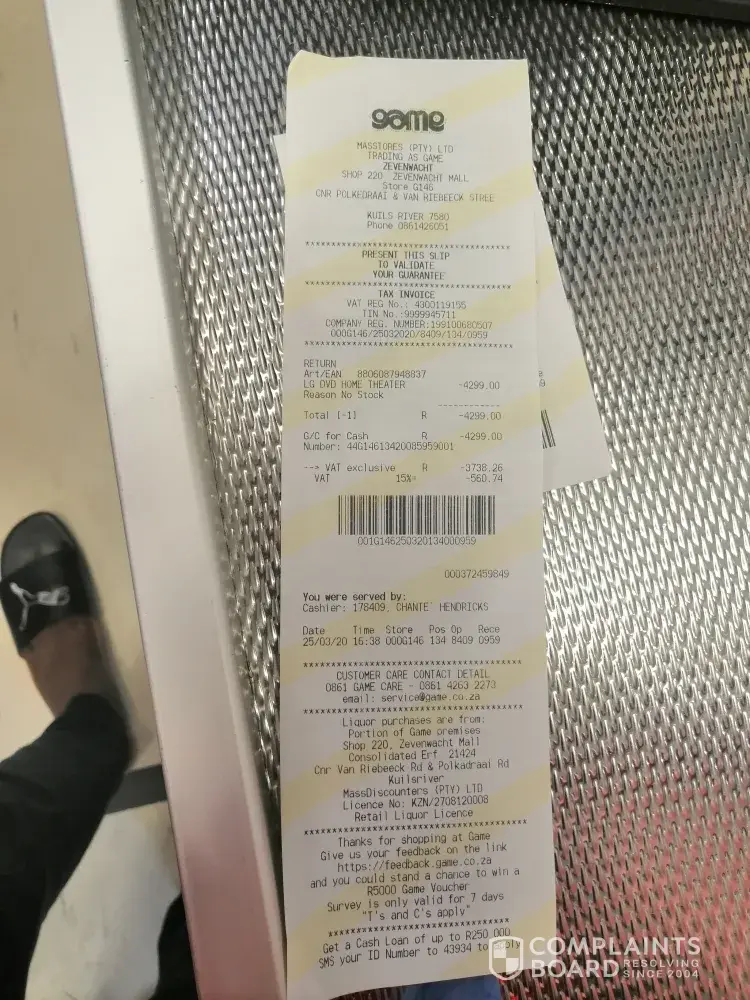 game
MASSTORES (PTY) LTD
TRADING AS GAME
ZEVENWACHT
SHOP 220 ZEVENWACHT MALL
Store G146
CNR POLKEDRAAI & VAN RIEBEECK STREE
KUILS RIVER 7580
Phone 0861426051
****************************************
PRESENT THIS SLIP
TO VALIDATE
YOUR GUARANTEE
****************************************
TAX INVOICE
VAT REG No.: 4300119155
TIN No.:9999945711
COMPANY REG. NUMBER:199100680507
000G146/25032020/8409/134/0959
****************************************
RETURN
Art/EAN 8806087948837
LG DVD HOME THEATER -4299.00
Reason No Stock
------------
Total [-1] R -4299.00
G/C for Cash R -4299.00
Number: 44G14613420085959001
--> VAT exclusive R -3738.26
VAT 15%= -560.74
001G146250320134000959
000372459849
You were served by:
Cashier: 178409, CHANTE' HENDRICKS
Date Time Store Pos Op Rece
25/03/20 16:38 000G146 134 8409 0959
****************************************
CUSTOMER CARE CONTACT DETAIL
0861 GAME CARE - 0861 4263 2273
email: service@game.co.za
****************************************
Liquor purchases are from:
Portion of Game premises
Shop 220, Zevenwacht Mall
Consolidated Erf 21424
Cnr Van Riebeeck Rd & Polkadraai Rd
Kuilsriver
MassDiscounters (PTY) LTD
Licence No: KZN/2708120008
Retail Liquor Licence
****************************************
Thanks for shopping at Game
Give us your feedback on the link
https://feedback.game.co.za
and you could stand a chance to win a
R5000 Game Voucher
Survey is only valid for 7 days
"T's and C's apply"
****************************************
Get a Cash Loan of up to R250,000
SMS your ID Number to 43934 to apply
COMPLAINTS
BOARD RESOLVING
SINCE 2004